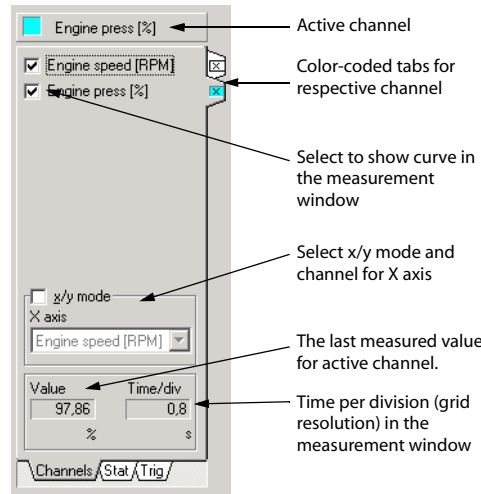 Engine press [%]
Active channel
Engine speed [RPM]
Engine press [%]
Color-coded tabs for
respective channel
Select to show curve in
the measurement
window
Select x/y mode and
channel for X axis
x/y mode
X axis
Engine speed [RPM]
The last measured value
for active channel.
Value
Time/div
97,86
0,8
%
s
Time per division (grid
resolution) in the
measurement window
Channels
Stat
Trig